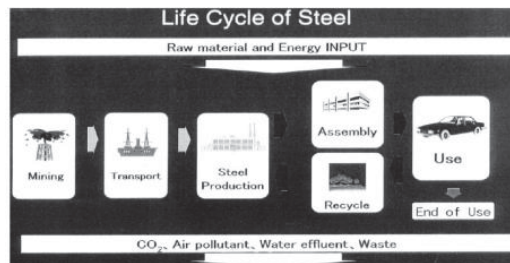 Life Cycle of Steel
Raw material and Energy INPUT
Mining
Transport
Steel
Production
Assembly
Recycle
Use
End of Use
CO₂、Air pollutant、Water effluent、Waste